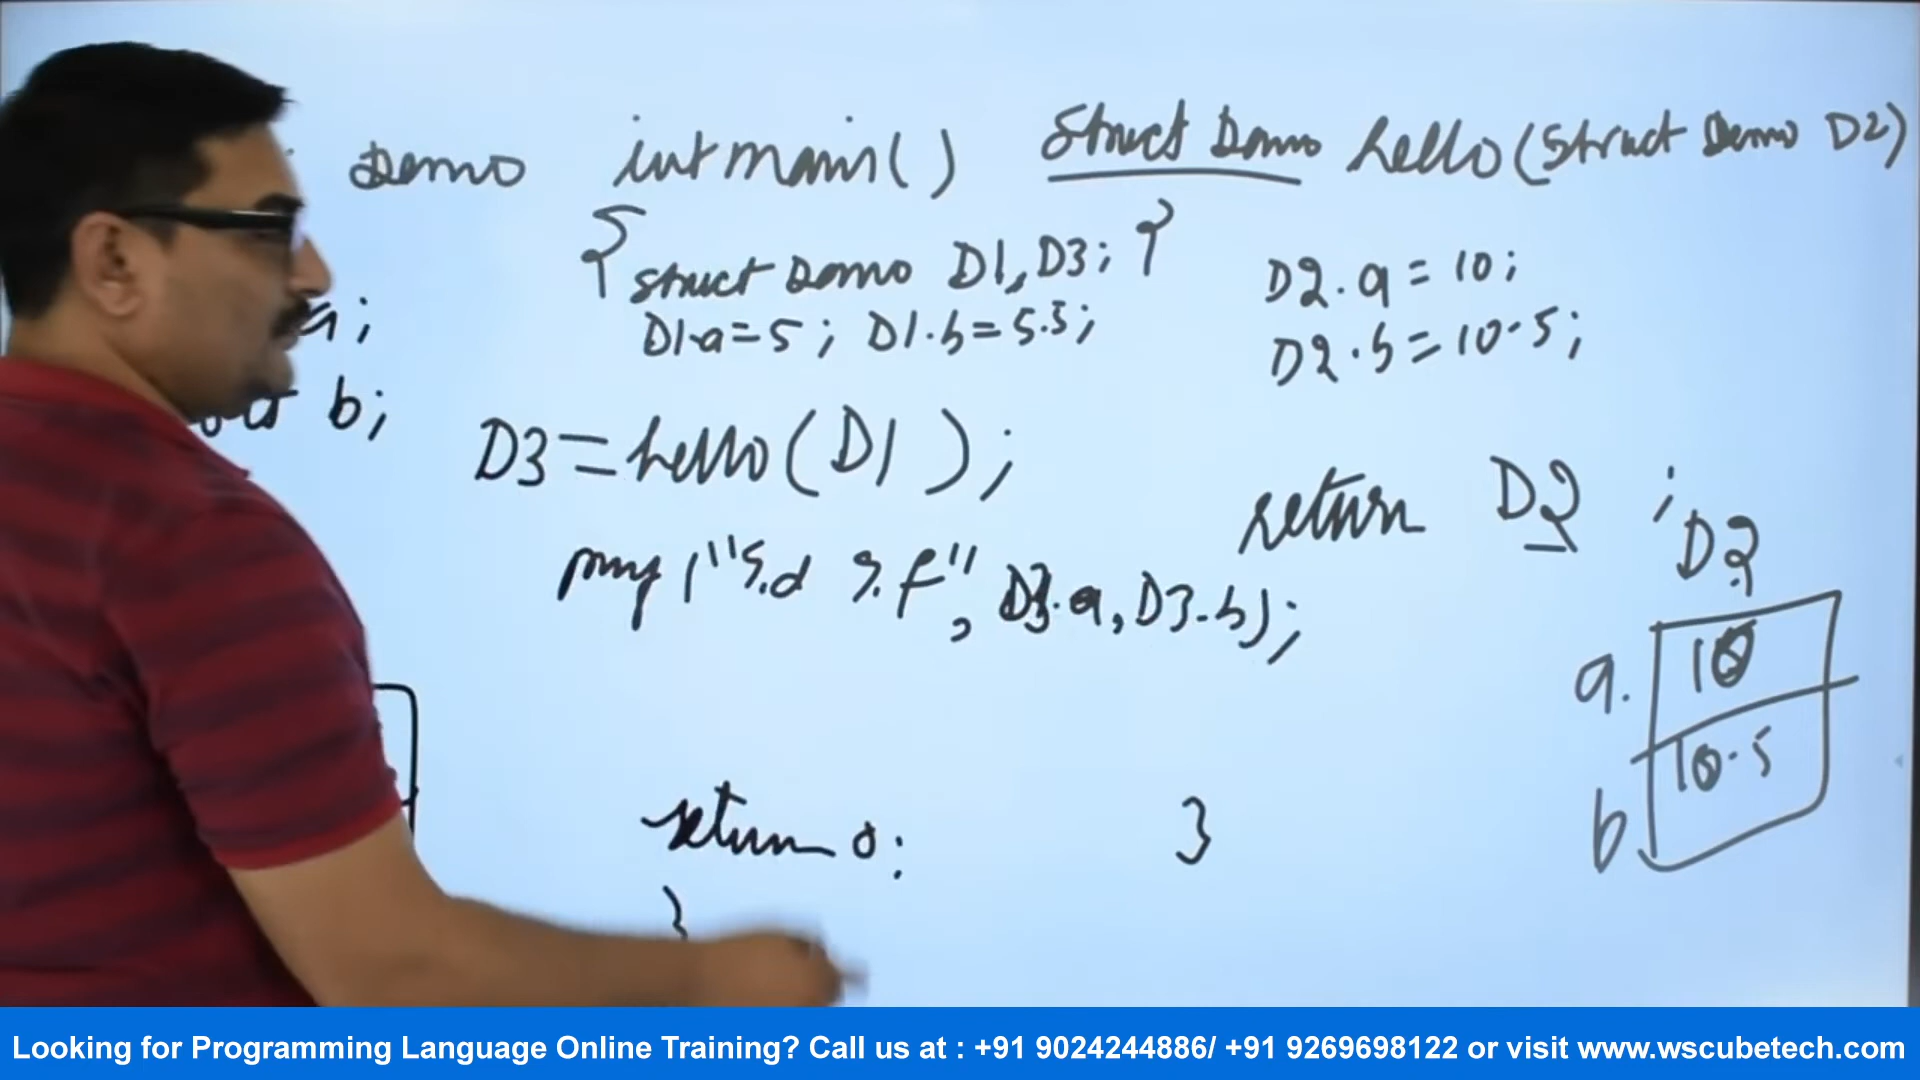 Demo
a;
b;
int main()
{
struct Demo D1, D3;
D1.a=5; D1.b=5.5;
D3=hello(D1);
("%d %f", D3.a, D3.b);
return 0;
}
Struct Demo hello(Struct Demo D2)
{
D2.a=10;
D2.b=10.5;
return D2;
}
D2
a. 10
10.5
b
Looking for Programming Language Online Training? Call us at : +91 9024244886/ +91 9269698122 or visit www.wscubetech.com